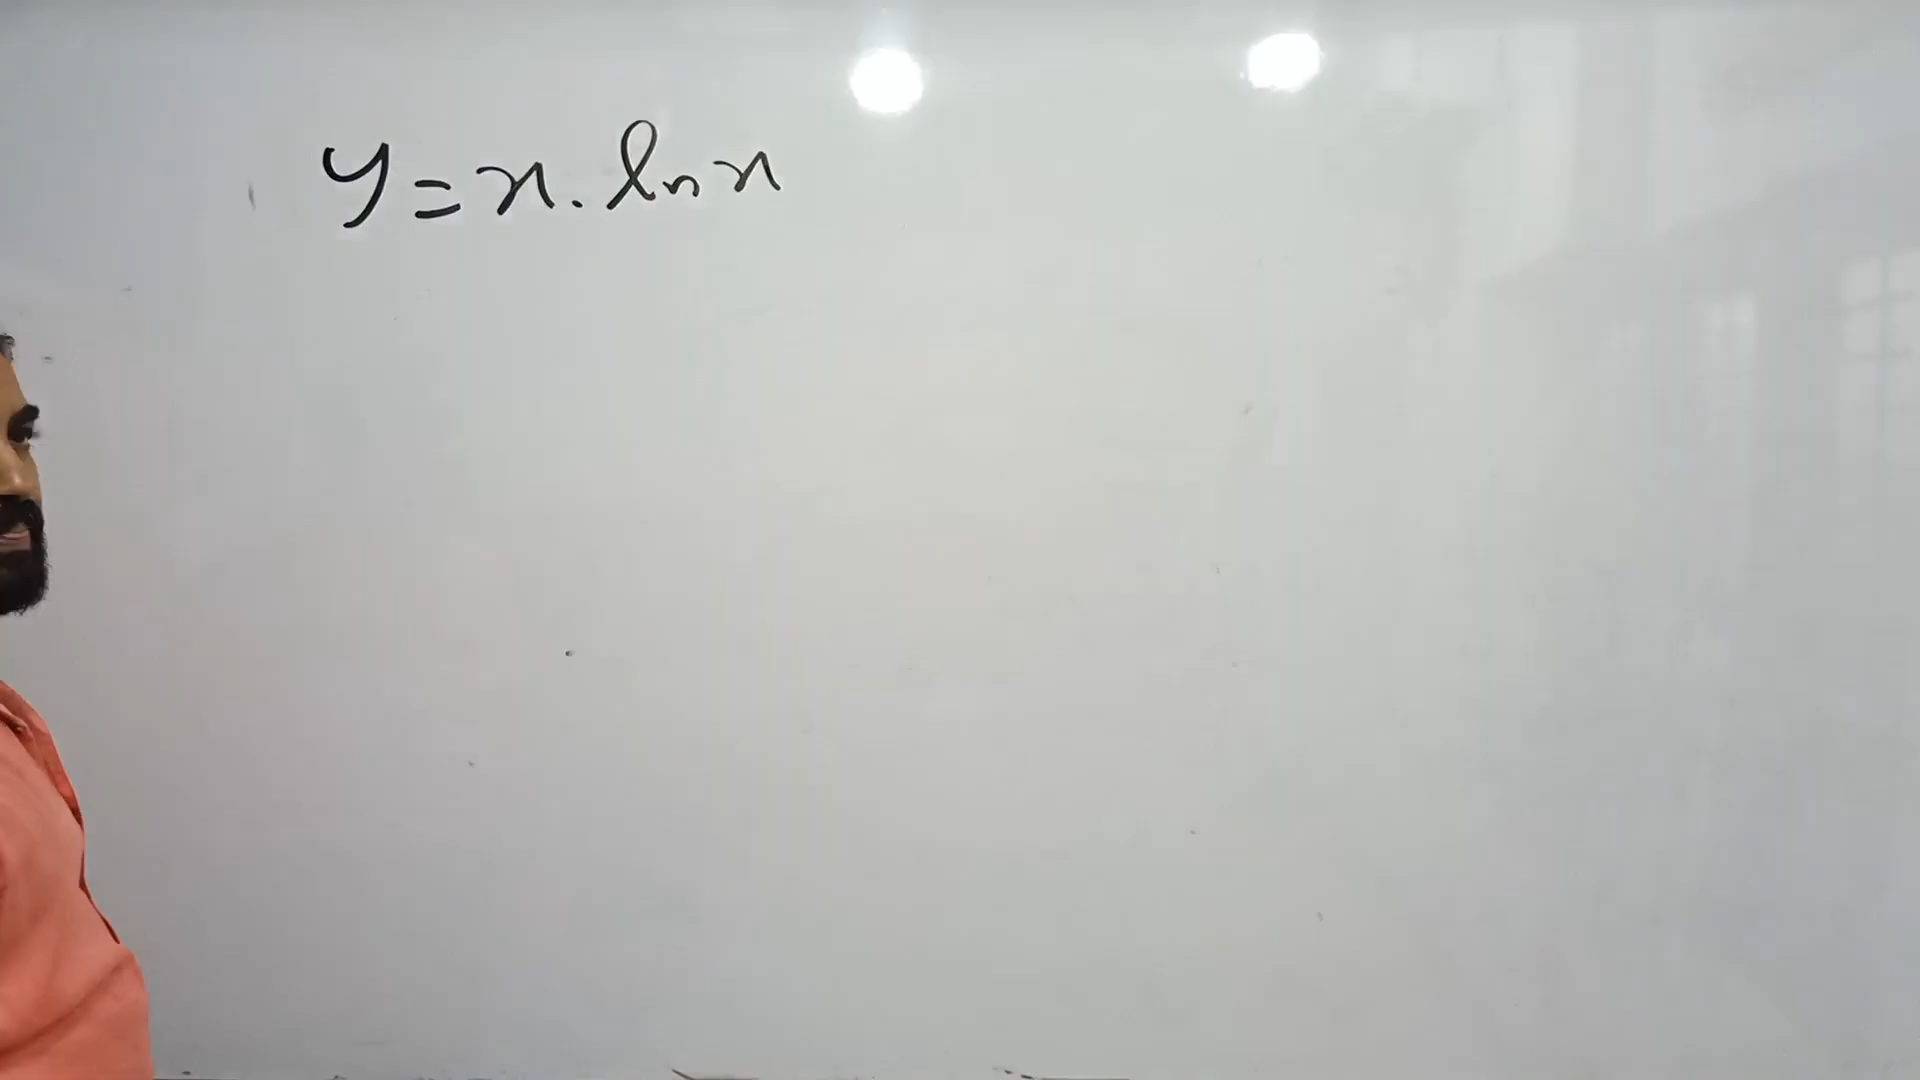 y = x . ln x